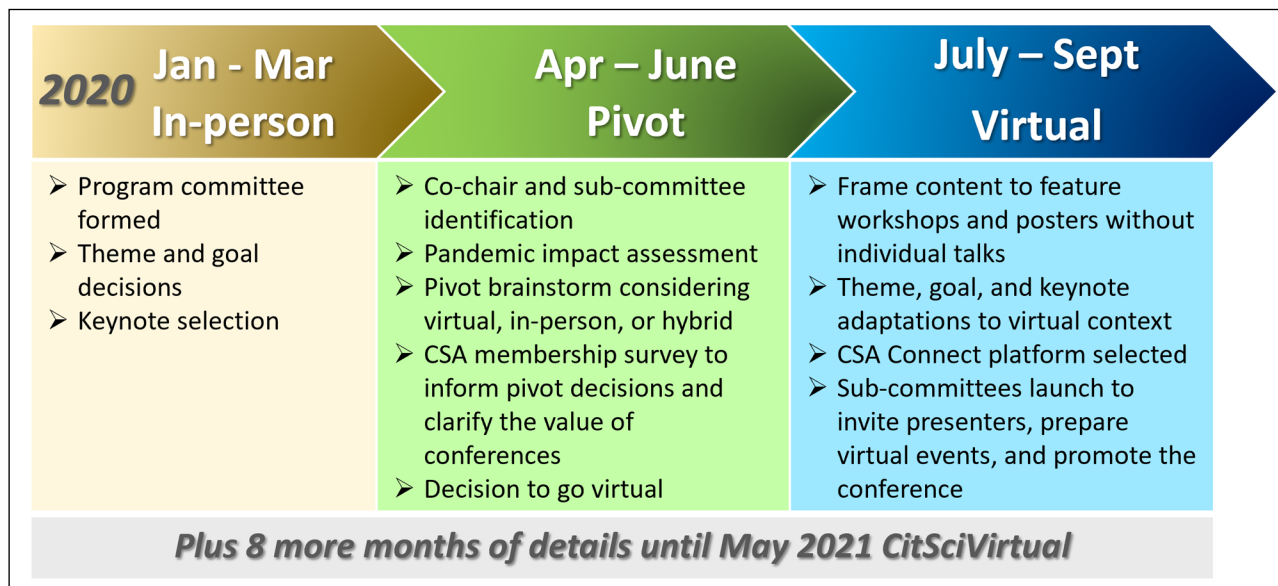 2020
Jan - Mar
In-person
Apr – June
Pivot
July – Sept
Virtual
➢ Program committee
formed
➢ Theme and goal
decisions
➢ Keynote selection
➢ Co-chair and sub-committee
identification
➢ Pandemic impact assessment
➢ Pivot brainstorm considering
virtual, in-person, or hybrid
➢ CSA membership survey to
inform pivot decisions and
clarify the value of
conferences
➢ Decision to go virtual
➢ Frame content to feature
workshops and posters without
individual talks
➢ Theme, goal, and keynote
adaptations to virtual context
➢ CSA Connect platform selected
➢ Sub-committees launch to
invite presenters, prepare
virtual events, and promote the
conference
Plus 8 more months of details until May 2021 CitSciVirtual